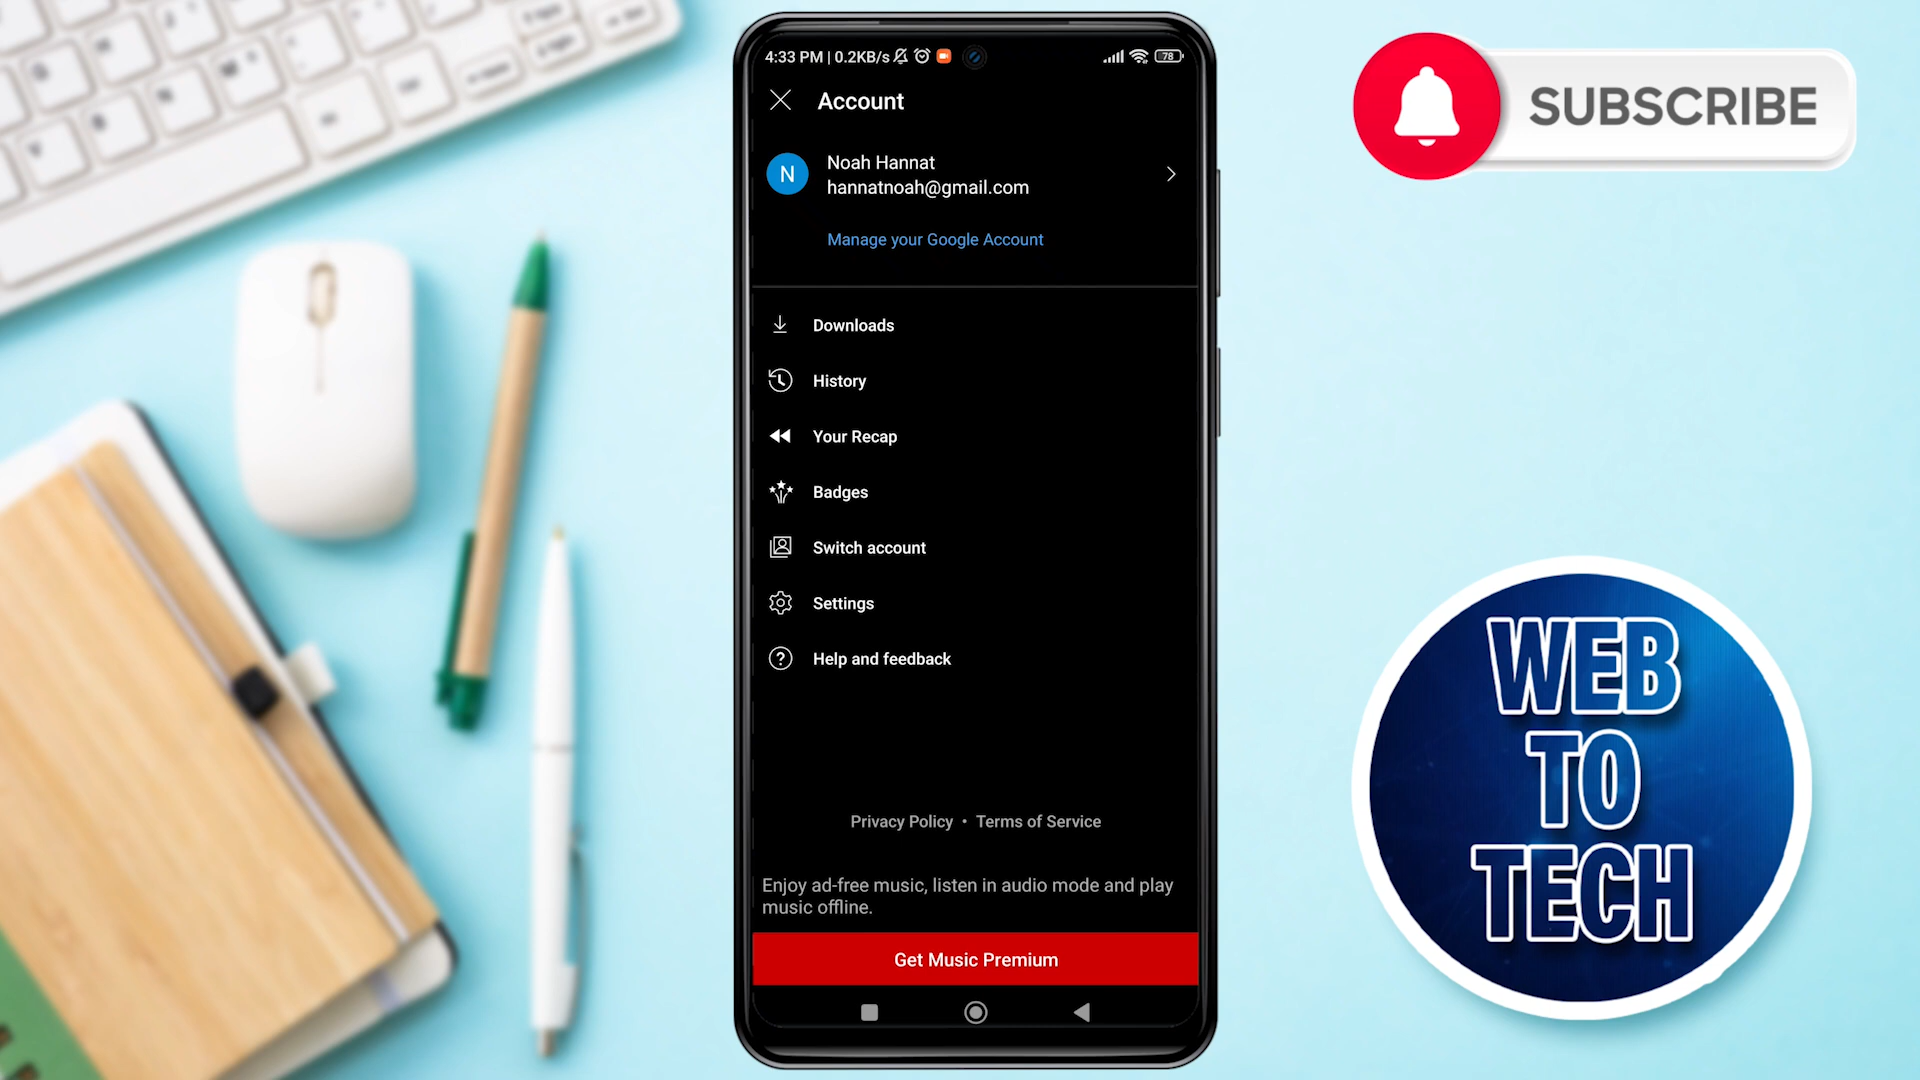 4:33 PM | 0.2KB/s
78
Account
N
Noah Hannat
hannatnoah@gmail.com
Manage your Google Account
Downloads
History
Your Recap
Badges
Switch account
Settings
? Help and feedback
Privacy Policy • Terms of Service
Enjoy ad-free music, listen in audio mode and play
music offline.
Get Music Premium
SUBSCRIBE
WEB
TO
TECH